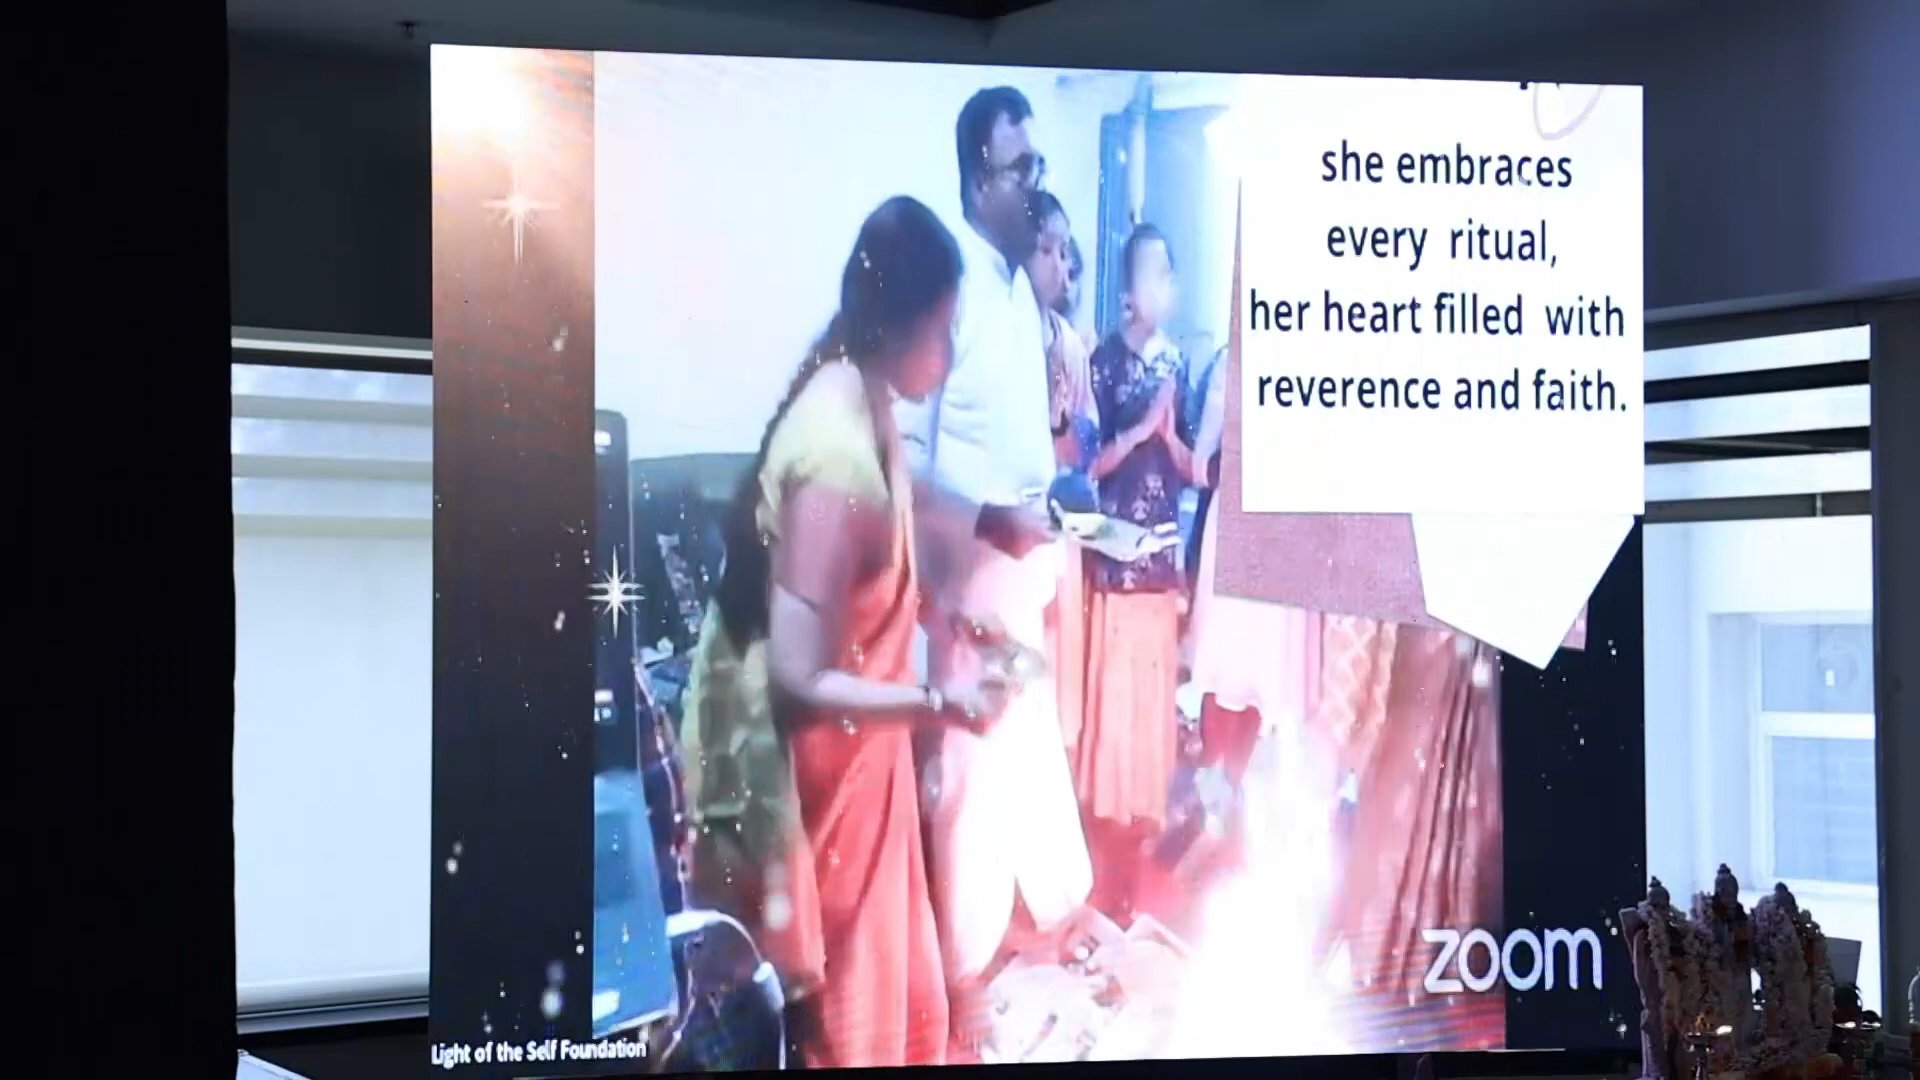 she embraces
every ritual,
her heart filled with
reverence and faith.
zoom
Light of the Self Foundation